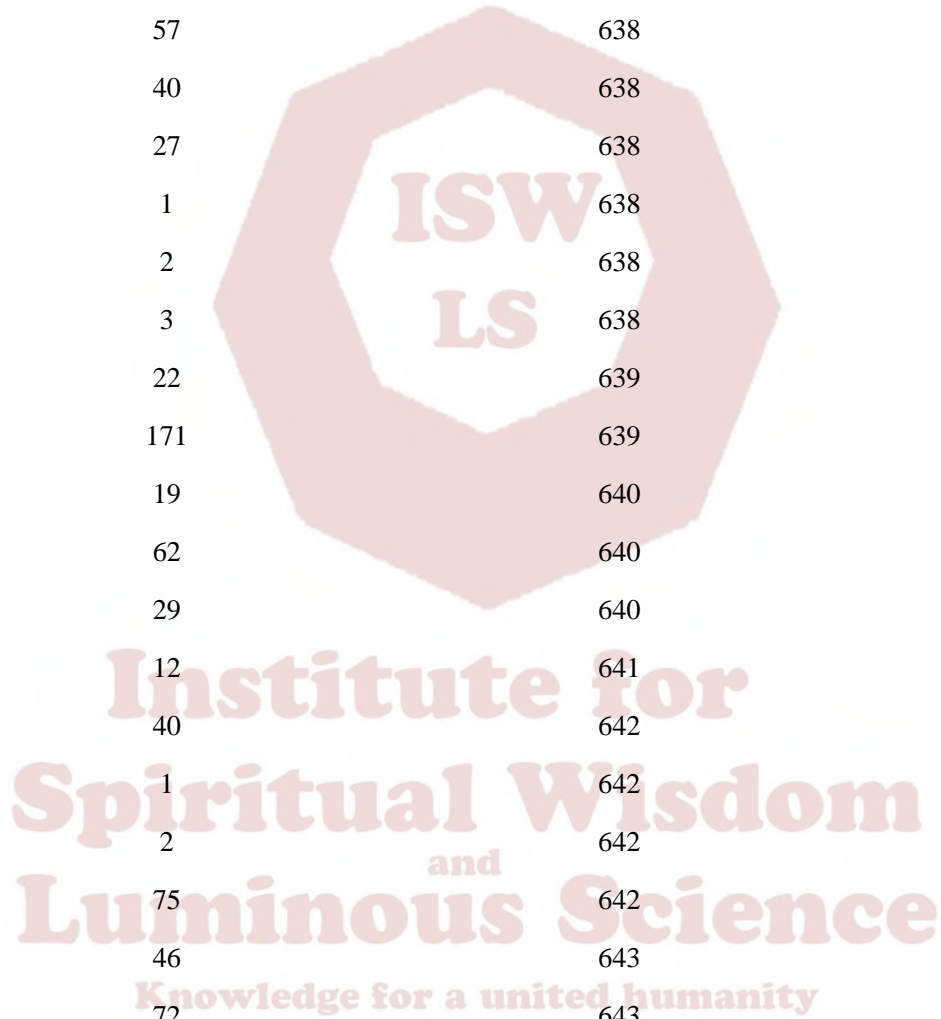 57 638
40 638
27 638
1 638
ISW
2 638
3 638
LS
22 639
171 639
19 640
62 640
29 640
12 641
Institute for
40 642
1 642
Spiritual Wisdom
2 642
and
75 642
Luminous Science
46 643
Knowledge for a united humanity
72 643